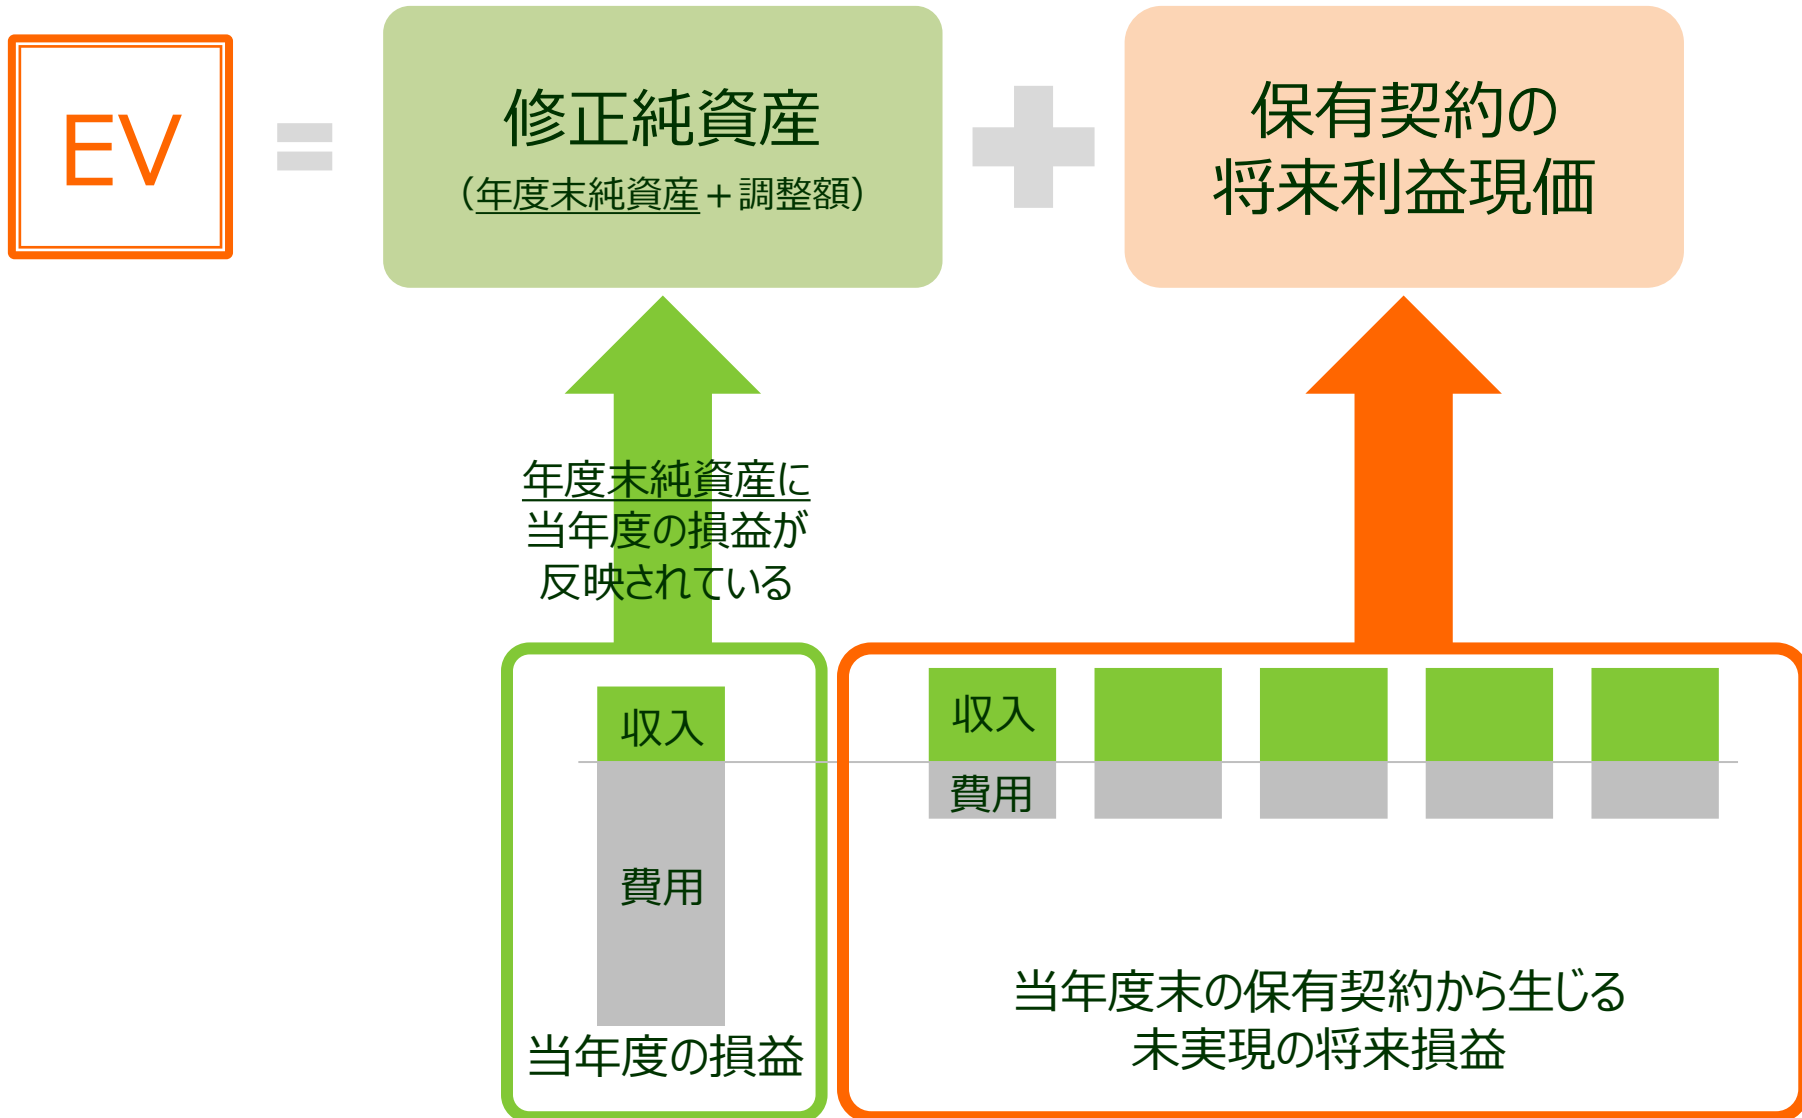 EV
=
修正純資産
(年度末純資産+調整額)
+
保有契約の
将来利益現価
年度末純資産に
当年度の損益が
反映されている
収入
費用
当年度の損益
収入
費用
当年度末の保有契約から生じる
未実現の将来損益